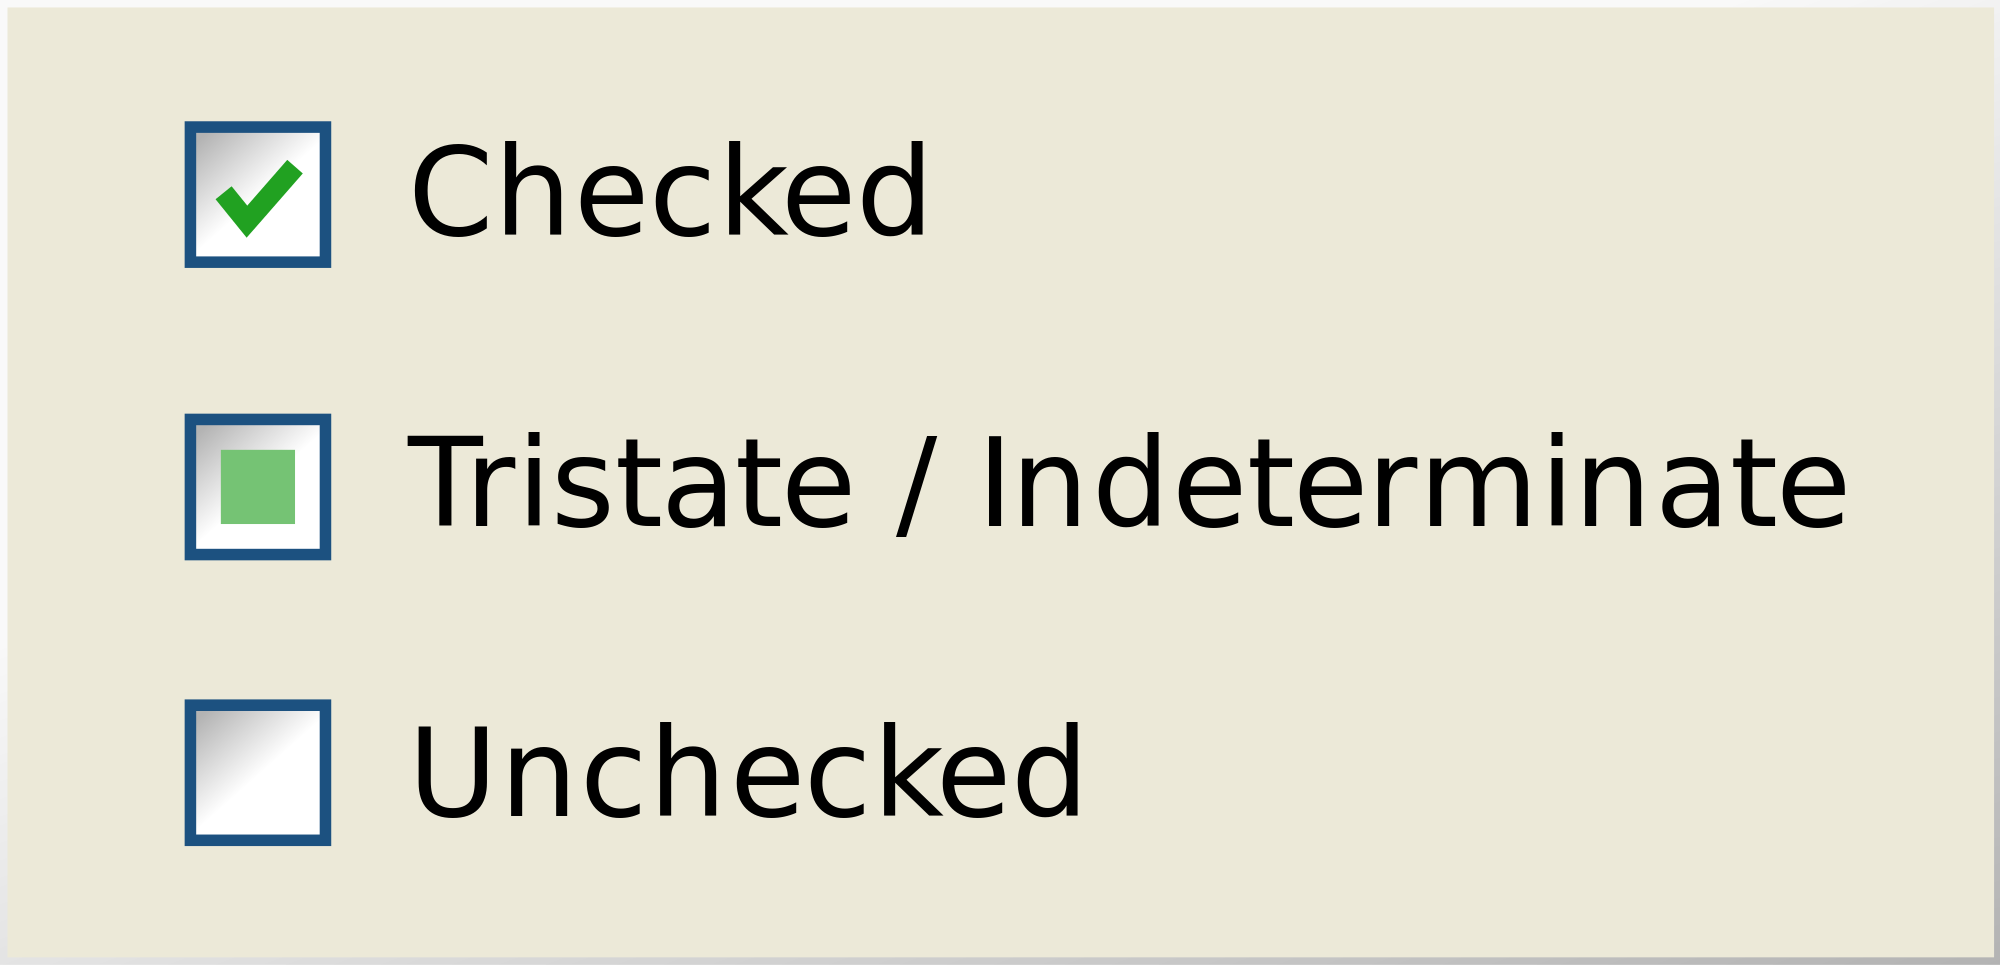 Checked
Tristate / Indeterminate
Unchecked